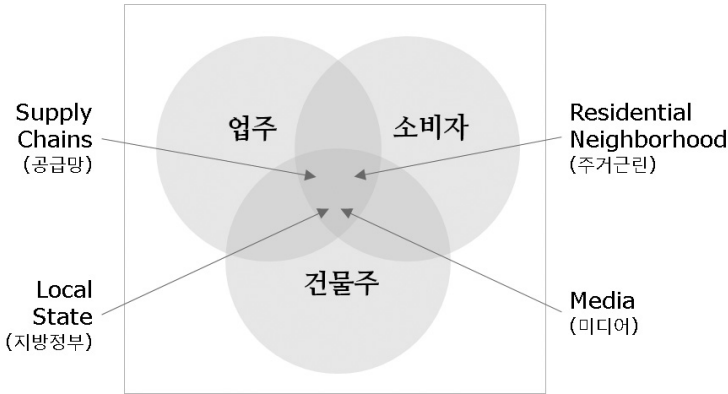 업주
소비자
건물주
Supply
Chains
(공급망)
Residential
Neighborhood
(주거근린)
Local
State
(지방정부)
Media
(미디어)